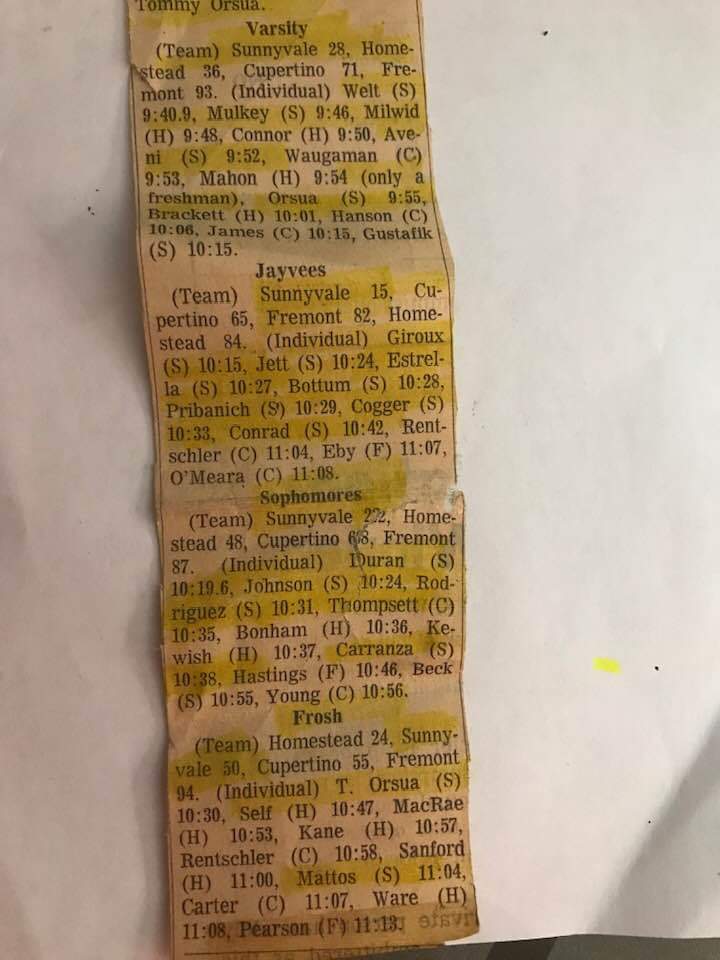 Tommy Orsua.
Varsity
(Team) Sunnyvale 28, Home-
stead 36, Cupertino 71, Fre-
mont 93. (Individual) Welt (S)
9:40.9, Mulkey (S) 9:46, Milwid
(H) 9:48, Connor (H) 9:50, Ave-
ni (S) 9:52, Waugaman (C)
9:53, Mahon (H) 9:54 (only a
freshman), Orsua (S) 9:55,
Brackett (H) 10:01, Hanson (C)
10:06, James (C) 10:15, Gustafik
(S) 10:15.
Jayvees
(Team) Sunnyvale 15, Cu-
pertino 65, Fremont 82, Home-
stead 84. (Individual) Giroux
(S) 10:15, Jett (S) 10:24, Estrel-
la (S) 10:27, Bottum (S) 10:28,
Pribanich (S) 10:29, Cogger (S)
10:33, Conrad (S) 10:42, Rent-
schler (C) 11:04, Eby (F) 11:07,
O'Meara (C) 11:08.
Sophomores
(Team) Sunnyvale 22, Home-
stead 48, Cupertino 68, Fremont
87. (Individual) Duran (S)
10:19.6, Johnson (S) 10:24, Rod-
riguez (S) 10:31, Thompsett (C)
10:35, Bonham (H) 10:36, Ke-
wish (H) 10:37, Carranza (S)
10:38, Hastings (F) 10:46, Beck
(S) 10:55, Young (C) 10:56.
Frosh
(Team) Homestead 24, Sunny-
vale 50, Cupertino 55, Fremont
94. (Individual) T. Orsua (S)
10:30, Self (H) 10:47, MacRae
(H) 10:53, Kane (H) 10:57,
Rentschler (C) 10:58, Sanford
(H) 11:00, Mattos (S) 11:04,
Carter (C) 11:07, Ware (H)
11:08, Pearson (F) 11:13.